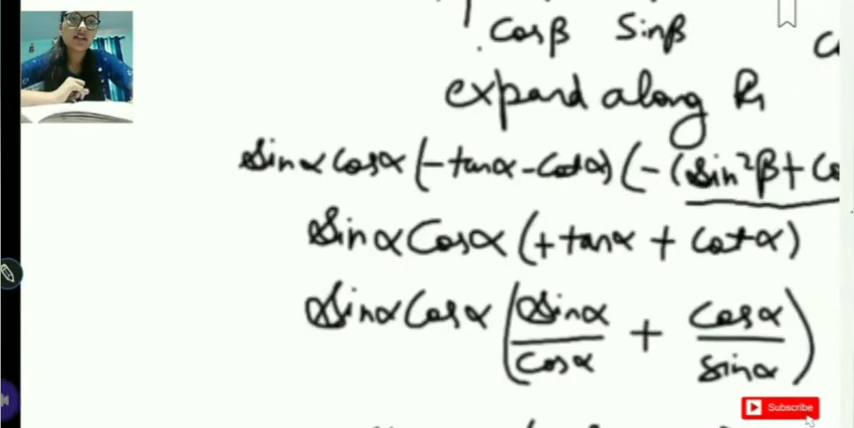 cosβ sinβ
expand along R₁
sinα cosα (-tanα - cotα) (-(sin²β +
sinα cosα (+tanα + cotα)
sinα cosα (sinα/cosα + cosα/sinα)
Subscribe